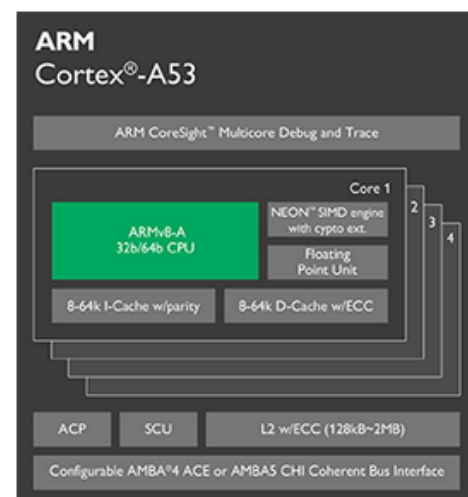 ARM
Cortex®-A53
ARM CoreSight™ Multicore Debug and Trace
Core 1
2
3
4
ARMv8-A
32b/64b CPU
NEON™ SIMD engine
with cypto ext.
Floating
Point Unit
8-64k I-Cache w/parity
8-64k D-Cache w/ECC
ACP
SCU
L2 w/ECC (128kB~2MB)
Configurable AMBA®4 ACE or AMBA5 CHI Coherent Bus Interface